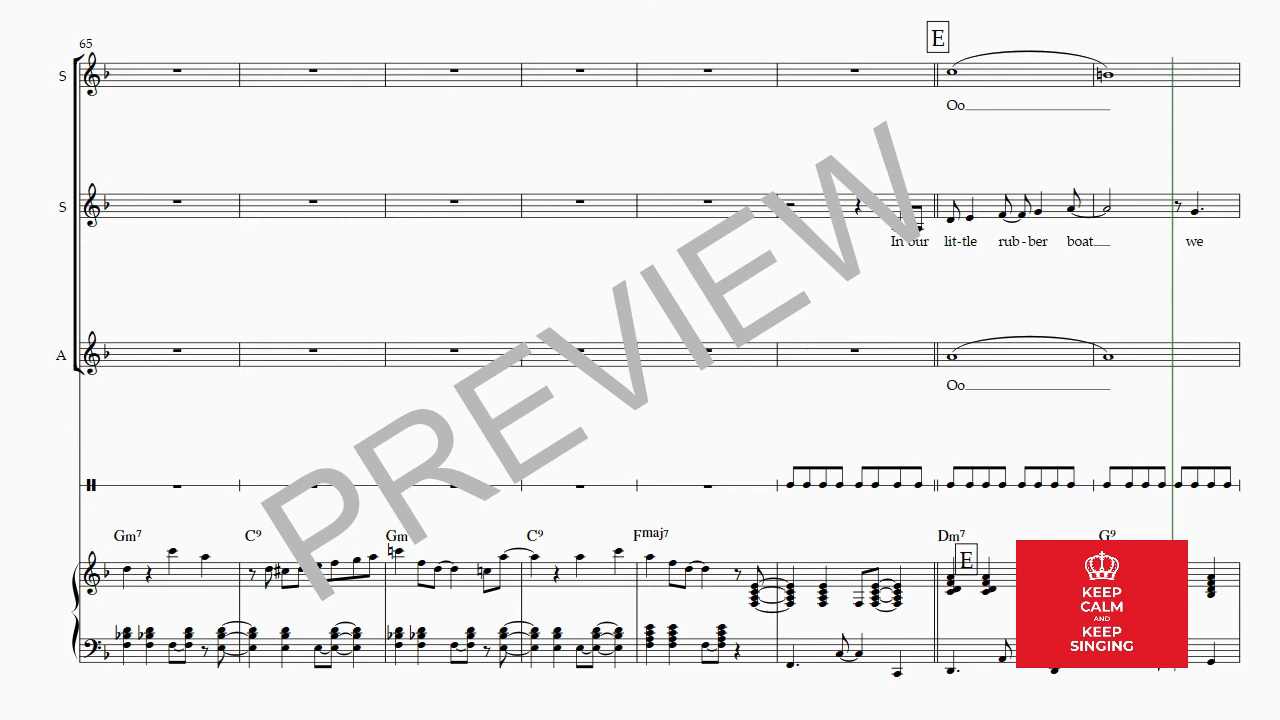 65
E
S
Oo
S
In our lit-tle rub-ber boat we
A
Oo
PREVIEW
Gm7 C9 Gm C9 Fmaj7 Dm7 G9
E
KEEP
CALM
AND
KEEP
SINGING